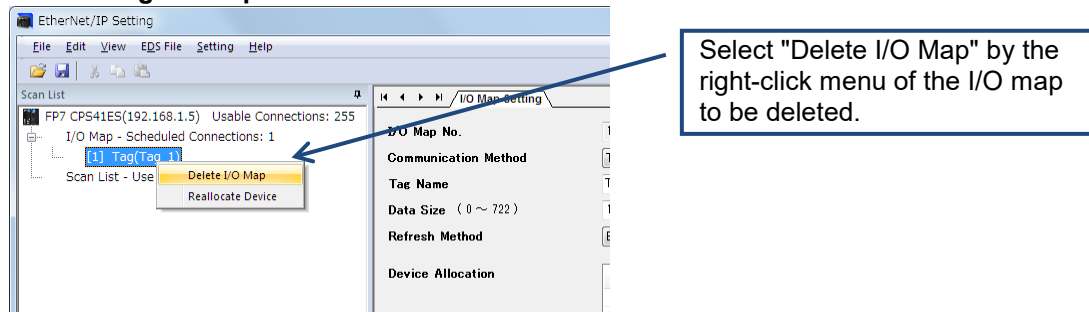 EtherNet/IP Setting
File Edit View EDS File Setting Help
Scan List
FP7 CPS41ES(192.168.1.5) Usable Connections: 255
I/O Map - Scheduled Connections: 1
[1] Tag(Tag_1)
Scan List - Use
Delete I/O Map
Reallocate Device
I/O Map Setting
I/O Map No.
Communication Method
Tag Name
Data Size ( 0 ～ 722 )
Refresh Method
Device Allocation
Select "Delete I/O Map" by the
right-click menu of the I/O map
to be deleted.